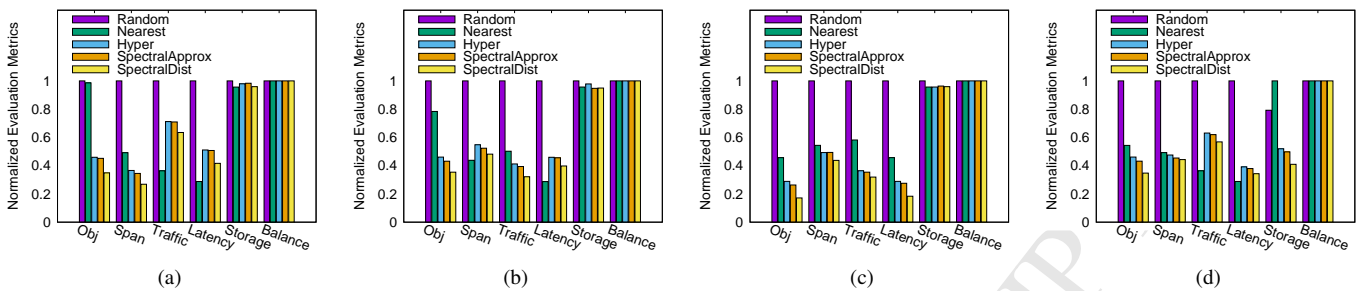 Normalized Evaluation Metrics
Random
Nearest
Hyper
SpectralApprox
SpectralDist
1
0.8
0.6
0.4
0.2
0
Obj Span Traffic Latency Storage Balance
(a)
Normalized Evaluation Metrics
Random
Nearest
Hyper
SpectralApprox
SpectralDist
1
0.8
0.6
0.4
0.2
0
Obj Span Traffic Latency Storage Balance
(b)
Normalized Evaluation Metrics
Random
Nearest
Hyper
SpectralApprox
SpectralDist
1
0.8
0.6
0.4
0.2
0
Obj Span Traffic Latency Storage Balance
(c)
Normalized Evaluation Metrics
Random
Nearest
Hyper
SpectralApprox
SpectralDist
1
0.8
0.6
0.4
0.2
0
Obj Span Traffic Latency Storage Balance
(d)